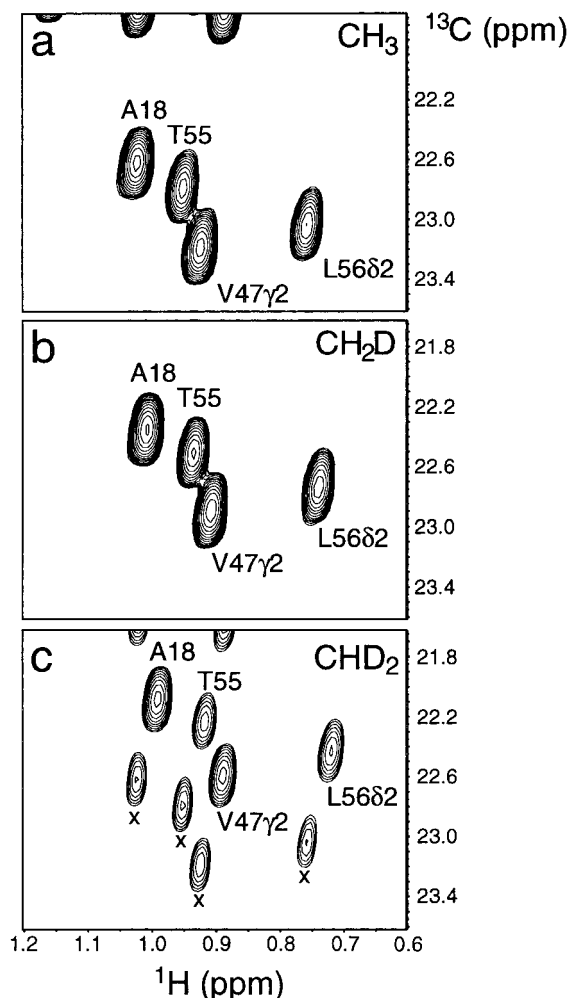 a
CH3
13C (ppm)
A18
T55
V47γ2
L56δ2
22.2
22.6
23.0
23.4
b
CH2D
A18
T55
V47γ2
L56δ2
21.8
22.2
22.6
23.0
23.4
c
CHD2
A18
T55
V47γ2
L56δ2
x
x
x
x
21.8
22.2
22.6
23.0
23.4
1.2
1.1
1.0
0.9
0.8
0.7
0.6
1H (ppm)